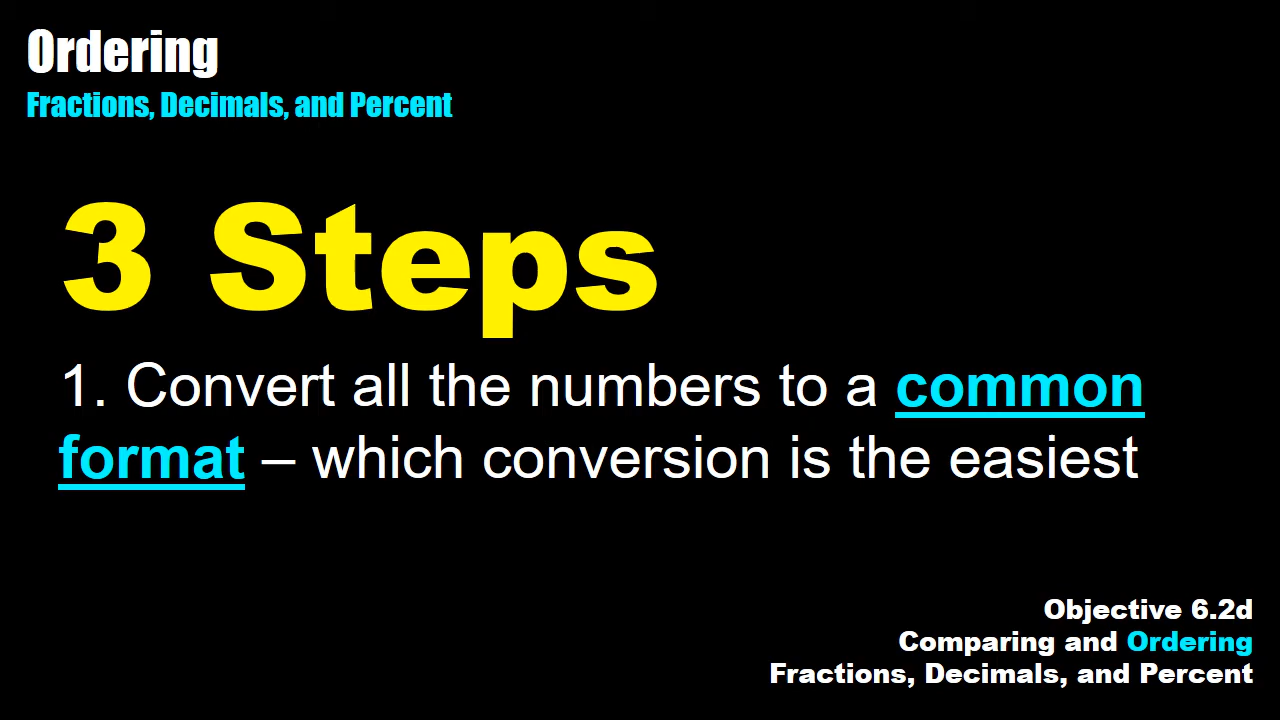 Ordering
Fractions, Decimals, and Percent
3 Steps
1. Convert all the numbers to a common
format – which conversion is the easiest
Objective 6.2d
Comparing and Ordering
Fractions, Decimals, and Percent